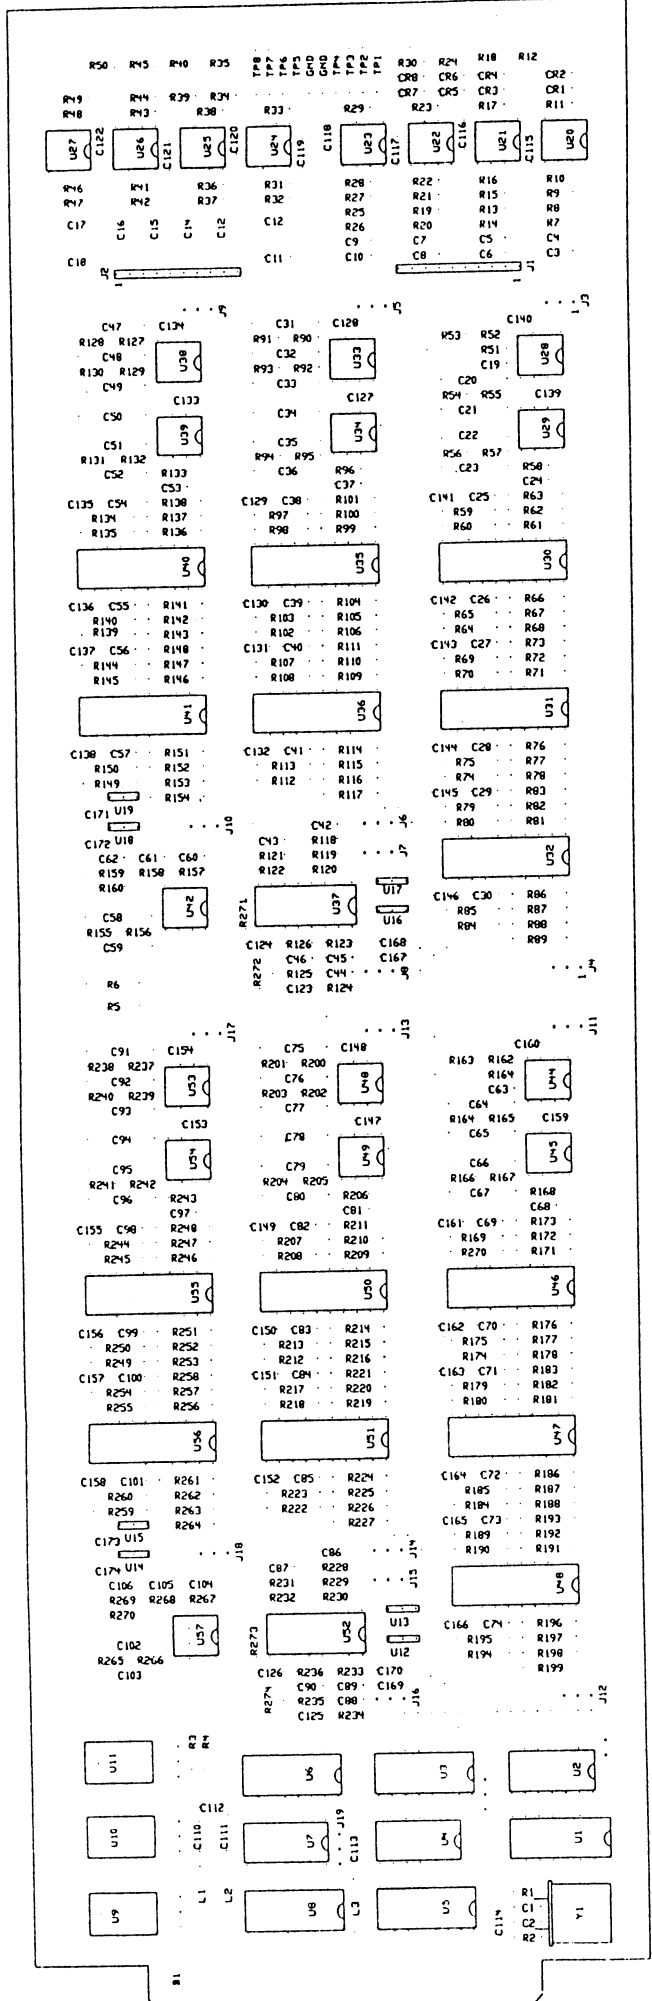 R50 R45 R40 R35 TP8 TP7 TP6 TP5 GND GND TP4 TP3 TP2 TP1 R30 R24 R18 R12
CR8 CR6 CR4 CR2
R49 R44 R39 R34 CR7 CR5 CR3 CR1
R48 R43 R38 R33 R29 R23 R17 R11
U27 C122 U26 C121 U25 C120 U24 C119 C118 U23 C117 U22 C116 U21 C115 U20
R46 R41 R36 R31 R28 R22 R16 R10
R47 R42 R37 R32 R27 R21 R15 R9
R25 R19 R13 R8
C17 C16 C15 C14 C12 C12 R26 R20 R14 R7
C9 C7 C5 C4
C18 C11 C10 C8 C6 C3
J2 1 1 J1
J9 J5 1 J3
C47 C134 C31 C128 C140
R128 R127 R91 R90 R53 R52
C48 U38 C32 U33 R51 U28
R130 R129 R93 R92 C19
C49 C33 C20
C133 C127 R54 R55 C139
C50 C34 C21
U39 U34 U29
C51 C35 C22
R131 R132 R94 R95 R56 R57
C52 R133 C36 R96 C23 R58
C53 C37 C24
C135 C54 R138 C129 C38 R101 C141 C25 R63
R134 R137 R97 R100 R59 R62
R135 R136 R98 R99 R60 R61
U40 U35 U30
C136 C55 R141 C130 C39 R104 C142 C26 R66
R140 R142 R103 R105 R65 R67
R139 R143 R102 R106 R64 R68
C137 C56 R148 C131 C40 R111 C143 C27 R73
R144 R147 R107 R110 R69 R72
R145 R146 R108 R109 R70 R71
U41 U36 U31
C138 C57 R151 C132 C41 R114 C144 C28 R76
R150 R152 R113 R115 R75 R77
R149 R153 R112 R116 R74 R78
R154 R117 C145 C29 R83
C171 U19 R79 R82
J10 C42 J6 R80 R81
C172 U18 C43 R118 J7
C62 C61 C60 R121 R119 U32
R159 R158 R157 R122 R120
R160 U17
C58 U42 R271 U37 U16 C146 C30 R86
R155 R156 R85 R87
C59 C124 R126 R123 C168 R84 R88
R272 C46 C45 C167 R89
R125 C44 J8 1 J4
R6 C123 R124
R5
J17 J13 J11
C91 C154 C75 C148 C160
R238 R237 R201 R200 R163 R162
C92 U53 C76 U48 R164 U44
R240 R239 R203 R202 C63
C93 C77 C64
C153 C147 R164 R165 C159
C94 C78 C65
U54 U49 U45
C95 C79 C66
R241 R242 R204 R205 R166 R167
C96 R243 C80 R206 C67 R168
C97 C81 C68
C155 C98 R248 C149 C82 R211 C161 C69 R173
R244 R247 R207 R210 R169 R172
R245 R246 R208 R209 R270 R171
U55 U50 U46
C156 C99 R251 C150 C83 R214 C162 C70 R176
R250 R252 R213 R215 R175 R177
R249 R253 R212 R216 R174 R178
C157 C100 R258 C151 C84 R221 C163 C71 R183
R254 R257 R217 R220 R179 R182
R255 R256 R218 R219 R180 R181
U56 U51 U47
C158 C101 R261 C152 C85 R224 C164 C72 R186
R260 R262 R223 R225 R185 R187
R259 R263 R222 R226 R184 R188
R264 R227 C165 C73 R193
C173 U15 R189 R192
J18 C86 J14 R190 R191
C174 U14 C87 R228 J15
C106 C105 C104 R231 R229 U48
R269 R268 R267 R232 R230
R270 U13
C102 U57 R273 U52 U12 C166 C74 R196
R265 R266 R195 R197
C103 C126 R236 R233 C170 R194 R198
R274 C90 C89 C169 R199
R235 C88 J16 J12
C125 R234
U11 R3 R4 U6 U3 U2
C112
U10 C110 C111 U7 J19 C113 U4 U1
U9 L1 L2 U8 L3 U5 C114 R1 Y1
C1
C2
R2
B1